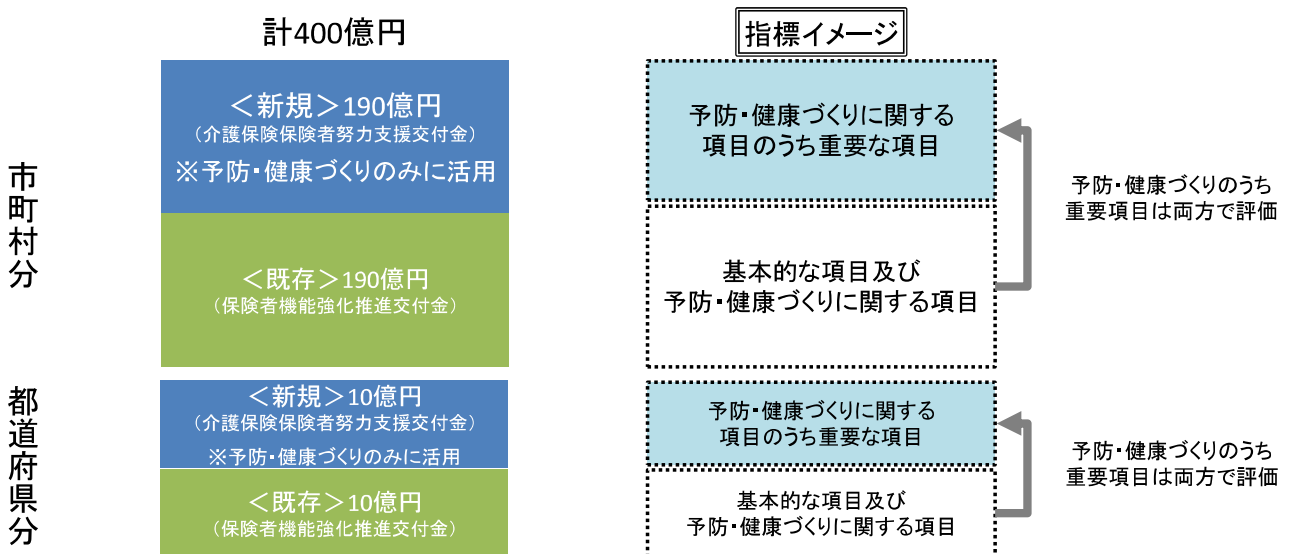 計400億円
指標イメージ
市町村分
＜新規＞190億円
（介護保険保険者努力支援交付金）
※予防・健康づくりのみに活用
＜既存＞190億円
（保険者機能強化推進交付金）
予防・健康づくりに関する
項目のうち重要な項目
基本的な項目及び
予防・健康づくりに関する項目
予防・健康づくりのうち
重要項目は両方で評価
都道府県分
＜新規＞10億円
（介護保険保険者努力支援交付金）
※予防・健康づくりのみに活用
＜既存＞10億円
（保険者機能強化推進交付金）
予防・健康づくりに関する
項目のうち重要な項目
基本的な項目及び
予防・健康づくりに関する項目
予防・健康づくりのうち
重要項目は両方で評価